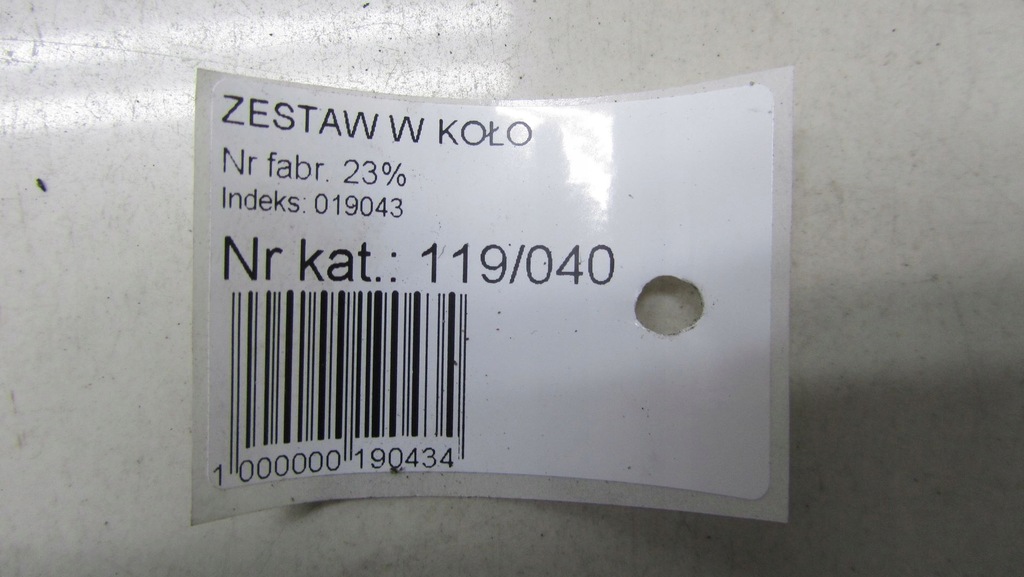 ZESTAW W KOŁO
Nr fabr. 23%
Indeks: 019043
Nr kat.: 119/040
1 000000 190434